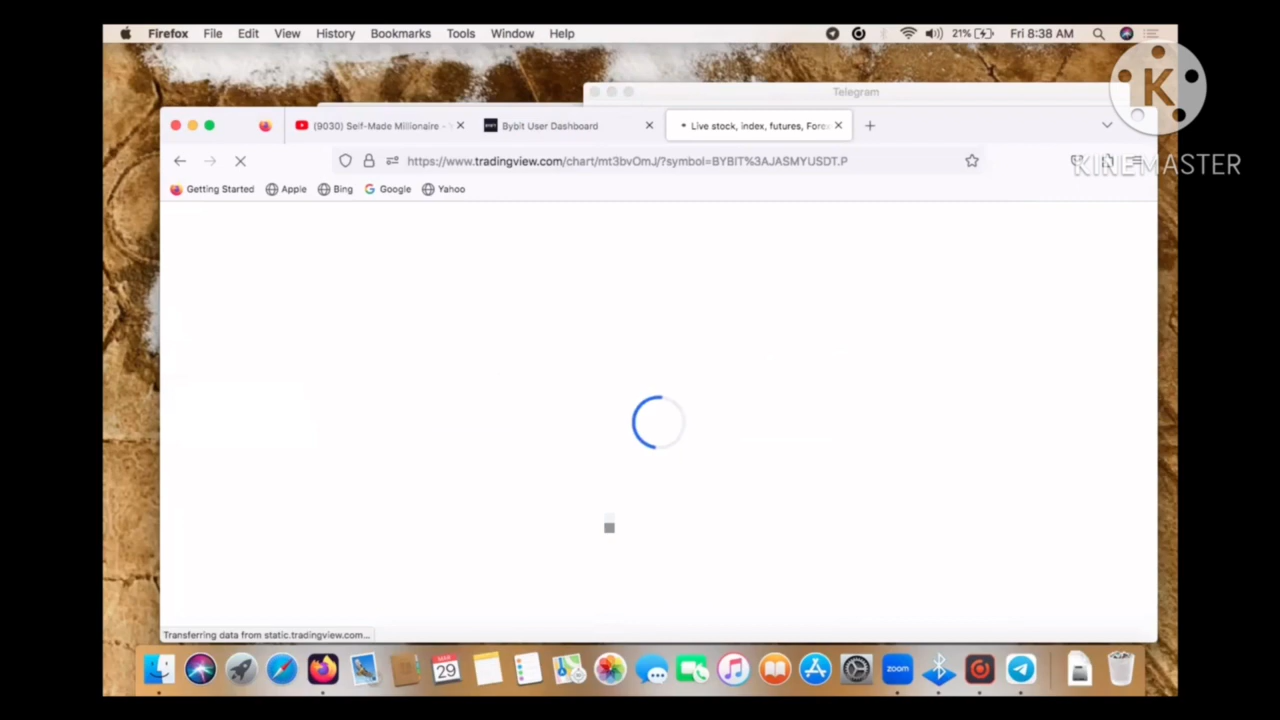 Firefox File Edit View History Bookmarks Tools Window Help 21% Fri 8:38 AM
Telegram
K
(9030) Self-Made Millionaire - Bybit User Dashboard Live stock, index, futures, Fore
https://www.tradingview.com/chart/mt3bvOmJ/?symbol=BYBIT%3AJASMYUSDT.P
KINEMASTER
Getting Started Apple Bing Google Yahoo
Transferring data from static.tradingview.com...
MAR
29
zoom